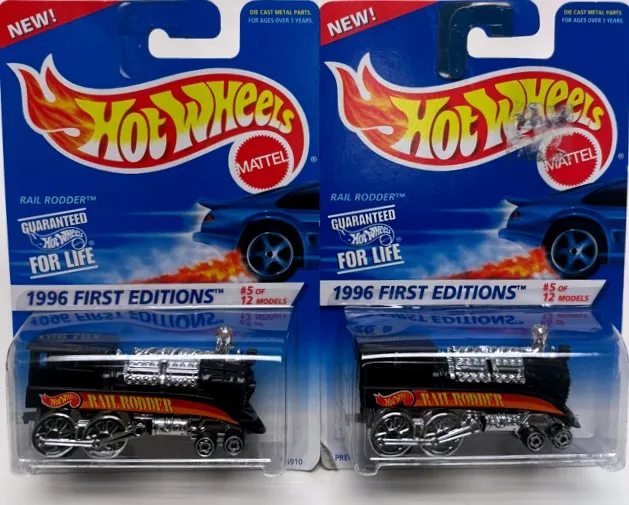 NEW!
DIE CAST METAL PARTS.
FOR AGES OVER 3 YEARS.
HOT WHEELS
®
MATTEL
RAIL RODDER™
GUARANTEED
Hot Wheels
FOR LIFE
1996 FIRST EDITIONS™
#5 OF
12 MODELS
Hot Wheels
RAIL RODDER
NEW!
DIE CAST METAL PARTS.
FOR AGES OVER 3 YEARS.
HOT WHEELS
®
MATTEL
RAIL RODDER™
GUARANTEED
Hot Wheels
FOR LIFE
1996 FIRST EDITIONS™
#5 OF
12 MODELS
Hot Wheels
RAIL RODDER